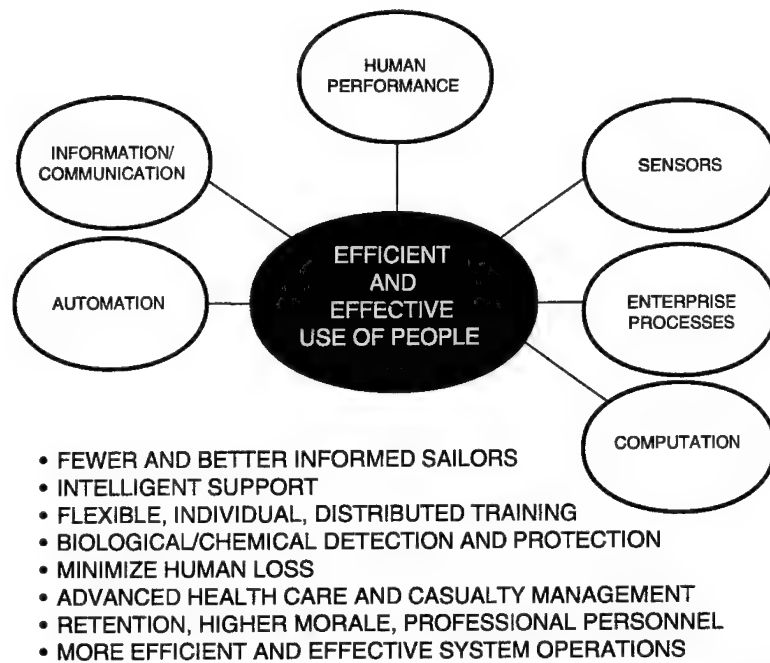 HUMAN
PERFORMANCE
INFORMATION/
COMMUNICATION
SENSORS
EFFICIENT
AND
EFFECTIVE
USE OF PEOPLE
AUTOMATION
ENTERPRISE
PROCESSES
COMPUTATION
• FEWER AND BETTER INFORMED SAILORS
• INTELLIGENT SUPPORT
• FLEXIBLE, INDIVIDUAL, DISTRIBUTED TRAINING
• BIOLOGICAL/CHEMICAL DETECTION AND PROTECTION
• MINIMIZE HUMAN LOSS
• ADVANCED HEALTH CARE AND CASUALTY MANAGEMENT
• RETENTION, HIGHER MORALE, PROFESSIONAL PERSONNEL
• MORE EFFICIENT AND EFFECTIVE SYSTEM OPERATIONS